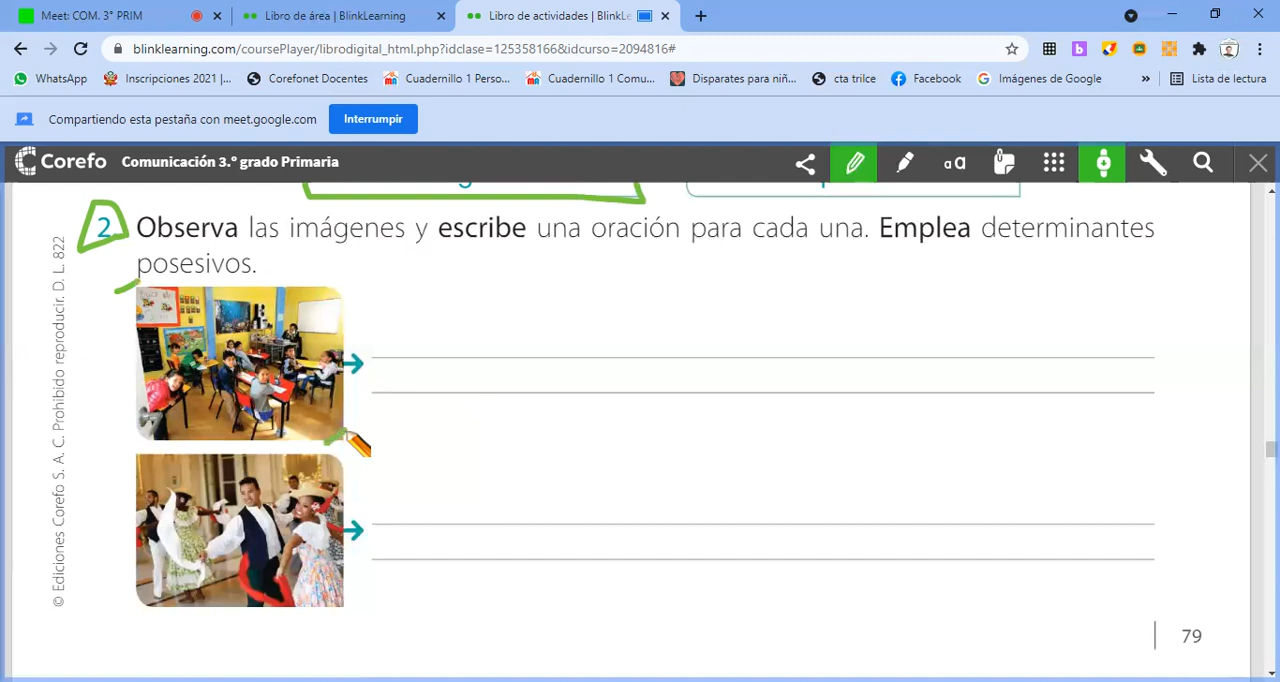 Meet: COM. 3° PRIM
Libro de área | BlinkLearning
Libro de actividades | BlinkLe
blinklearning.com/coursePlayer/librodigital_html.php?idclase=125358166&idcurso=2094816#
WhatsApp
Inscripciones 2021 |...
Corefonet Docentes
Cuadernillo 1 Perso...
Cuadernillo 1 Comu...
Disparates para niñ...
cta trilce
Facebook
Imágenes de Google
»
Lista de lectura
Compartiendo esta pestaña con meet.google.com
Interrumpir
Corefo
Comunicación 3.º grado Primaria
a a
2 Observa las imágenes y escribe una oración para cada una. Emplea determinantes
posesivos.
© Ediciones Corefo S. A. C. Prohibido reproducir. D. L. 822
79